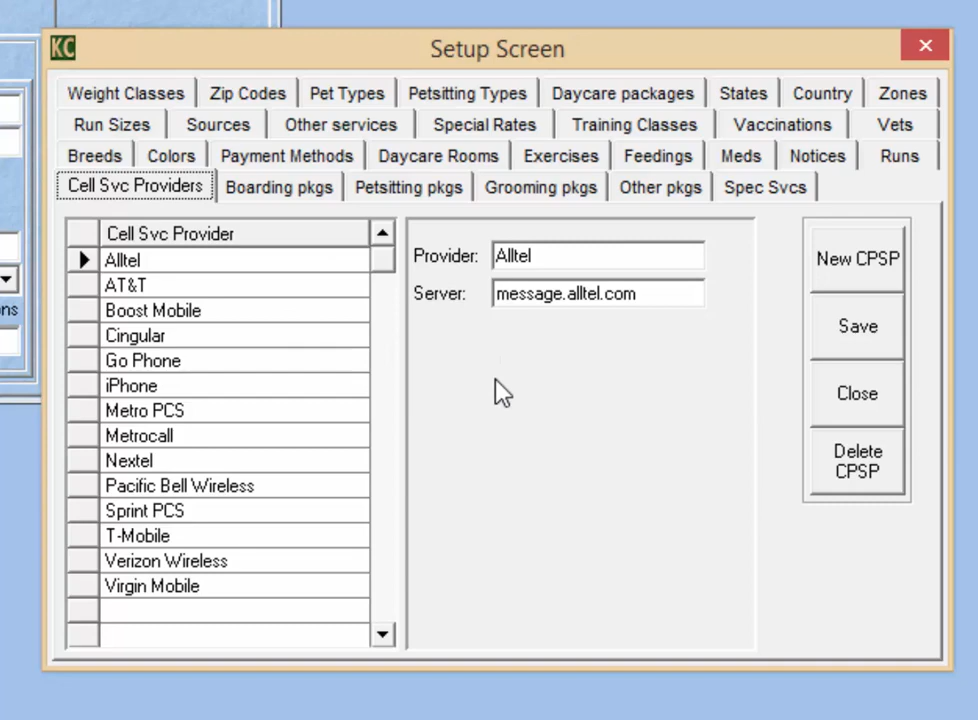 KC Setup Screen
Weight Classes Zip Codes Pet Types Petsitting Types Daycare packages States Country Zones
Run Sizes Sources Other services Special Rates Training Classes Vaccinations Vets
Breeds Colors Payment Methods Daycare Rooms Exercises Feedings Meds Notices Runs
Cell Svc Providers Boarding pkgs Petsitting pkgs Grooming pkgs Other pkgs Spec Svcs
Cell Svc Provider
Alltel
AT&T
Boost Mobile
Cingular
Go Phone
iPhone
Metro PCS
Metrocall
Nextel
Pacific Bell Wireless
Sprint PCS
T-Mobile
Verizon Wireless
Virgin Mobile
Provider: Alltel
Server: message.alltel.com
New CPSP
Save
Close
Delete
CPSP
ns